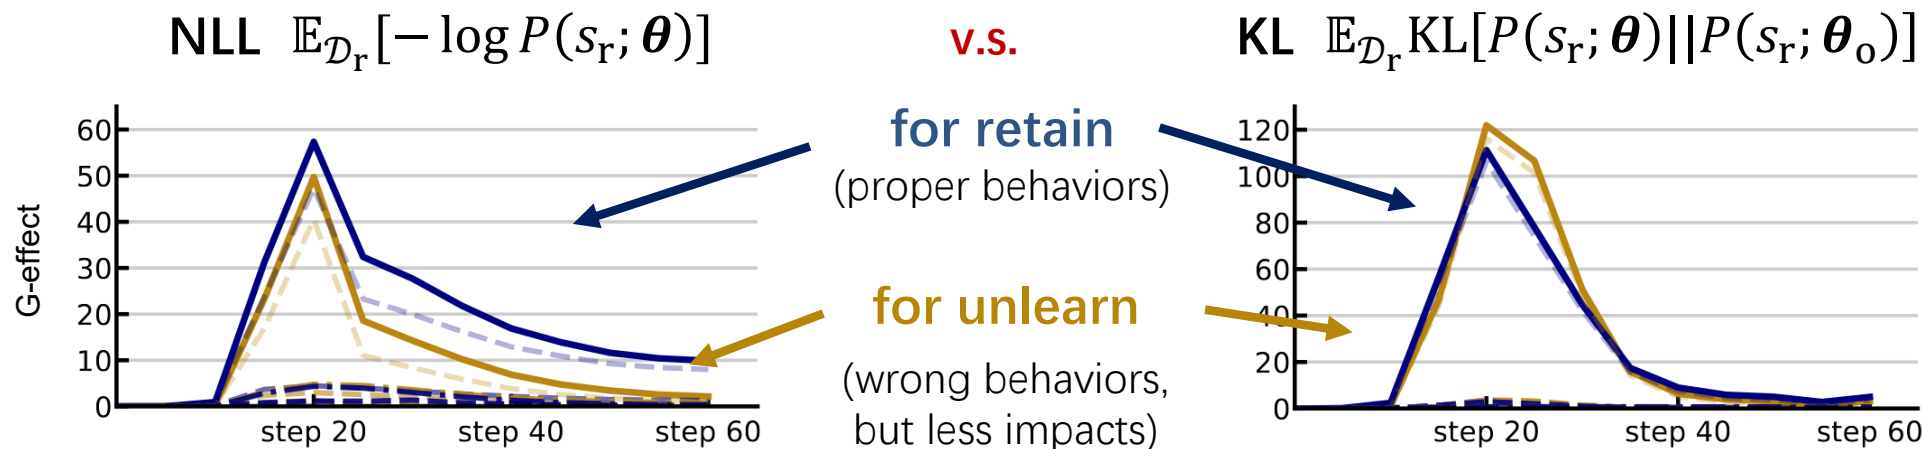 NLL 𝔼_{𝒟_r}[− log P(s_r; θ)]
v.s.
KL 𝔼_{𝒟_r}KL[P(s_r; θ)||P(s_r; θ_o)]
G-effect
60
50
40
30
20
10
0
step 20 step 40 step 60
for retain
(proper behaviors)
for unlearn
(wrong behaviors,
but less impacts)
120
100
80
60
40
20
0
step 20 step 40 step 60